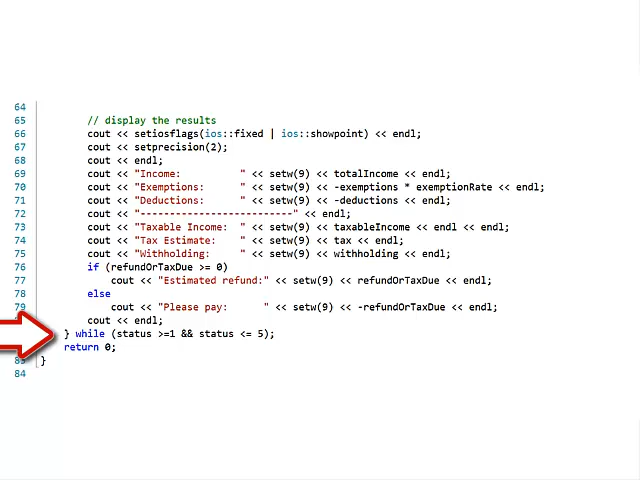 64
65 // display the results
66 cout << setiosflags(ios::fixed | ios::showpoint) << endl;
67 cout << setprecision(2);
68 cout << endl;
69 cout << "Income:          " << setw(9) << totalIncome << endl;
70 cout << "Exemptions:      " << setw(9) << -exemptions * exemptionRate << endl;
71 cout << "Deductions:      " << setw(9) << -deductions << endl;
72 cout << "--------------------------" << endl;
73 cout << "Taxable Income:  " << setw(9) << taxableIncome << endl << endl;
74 cout << "Tax Estimate:    " << setw(9) << tax << endl;
75 cout << "Withholding:     " << setw(9) << withholding << endl;
76 if (refundOrTaxDue >= 0)
77 cout << "Estimated refund:" << setw(9) << refundOrTaxDue << endl;
78 else
79 cout << "Please pay:      " << setw(9) << -refundOrTaxDue << endl;
cout << endl;
} while (status >=1 && status <= 5);
return 0;
83 }
84